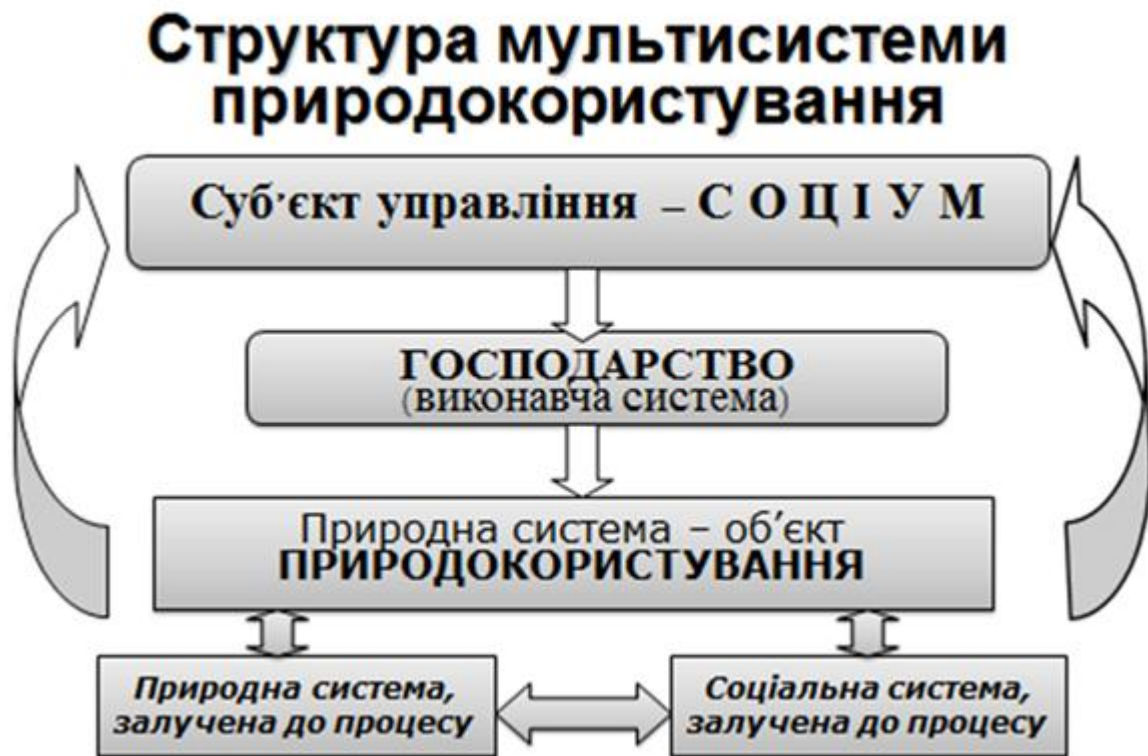 Структура мультисистеми
природокористування
Суб’єкт управління – С О Ц І У М
ГОСПОДАРСТВО
(виконавча система)
Природна система – об’єкт
ПРИРОДОКОРИСТУВАННЯ
Природна система,
залучена до процесу
Соціальна система,
залучена до процесу